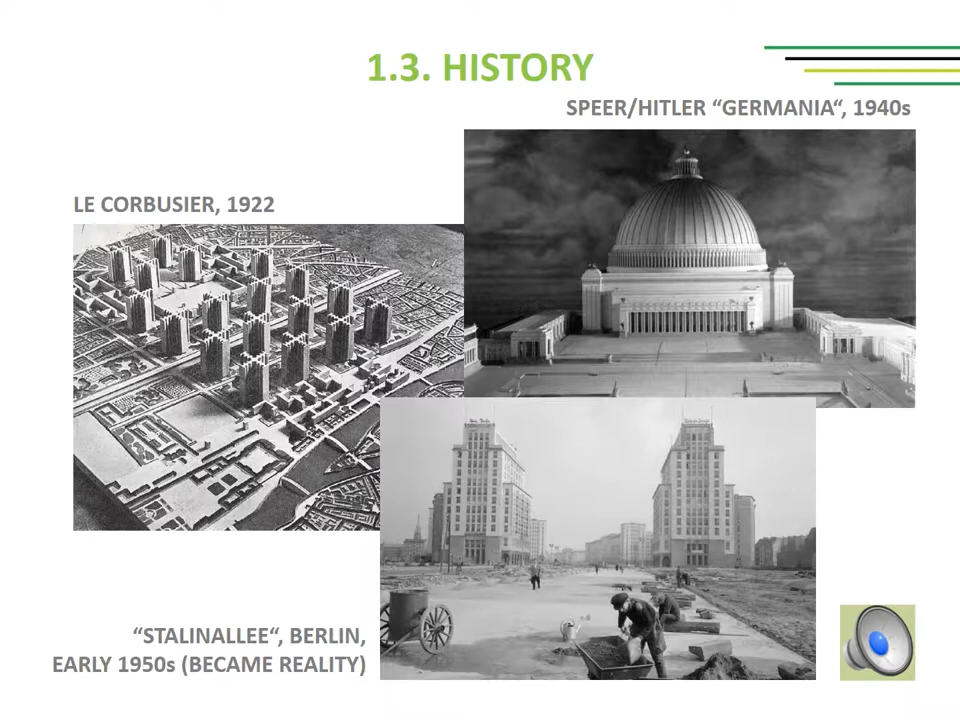 1.3. HISTORY
SPEER/HITLER “GERMANIA“, 1940s
LE CORBUSIER, 1922
“STALINALLEE“, BERLIN,
EARLY 1950s (BECAME REALITY)